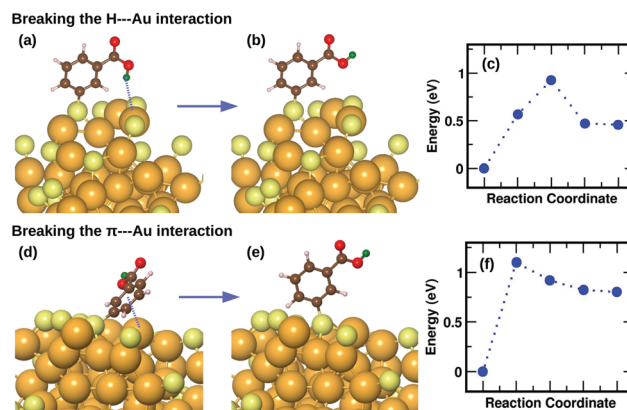 Breaking the H---Au interaction
(a)
(b)
(c)
1
0.5
0
Energy (eV)
Reaction Coordinate
Breaking the π---Au interaction
(d)
(e)
(f)
1
0.5
0
Energy (eV)
Reaction Coordinate